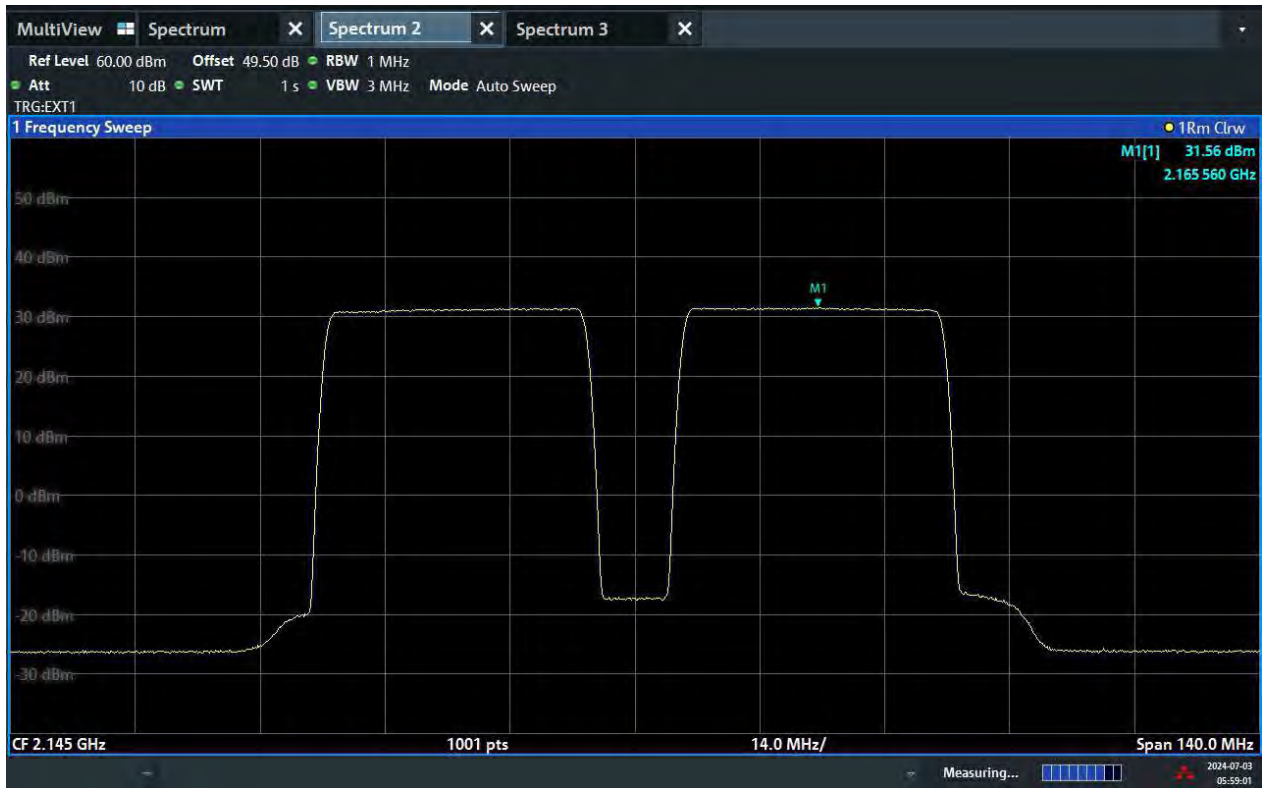 MultiView Spectrum X Spectrum 2 X Spectrum 3 X
Ref Level 60.00 dBm Offset 49.50 dB RBW 1 MHz
Att 10 dB SWT 1 s VBW 3 MHz Mode Auto Sweep
TRG:EXT1
1 Frequency Sweep 1Rm Clrw
M1[1] 31.56 dBm
2.165 560 GHz
50 dBm
40 dBm
M1
30 dBm
20 dBm
10 dBm
0 dBm
-10 dBm
-20 dBm
-30 dBm
CF 2.145 GHz 1001 pts 14.0 MHz/ Span 140.0 MHz
Measuring... 2024-07-03
05:59:01